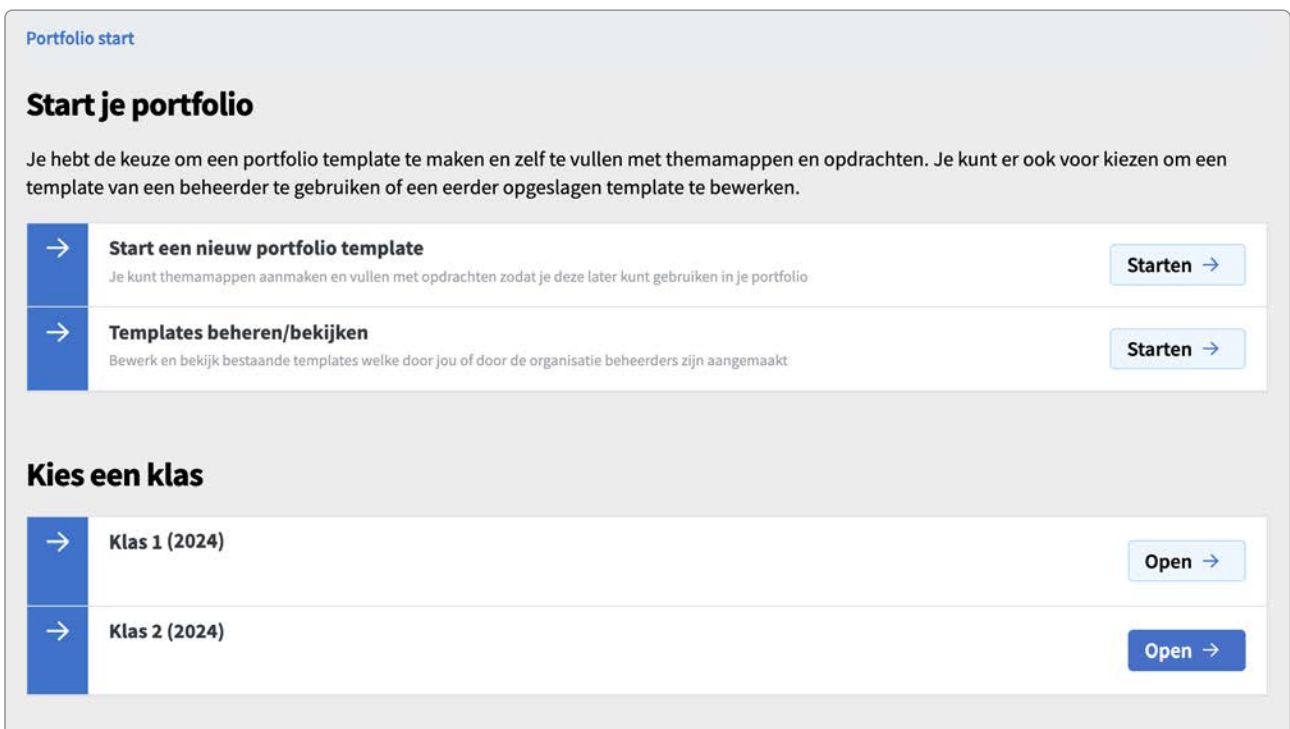 Portfolio start
Start je portfolio
Je hebt de keuze om een portfolio template te maken en zelf te vullen met themamappen en opdrachten. Je kunt er ook voor kiezen om een
template van een beheerder te gebruiken of een eerder opgeslagen template te bewerken.
Start een nieuw portfolio template
Je kunt themamappen aanmaken en vullen met opdrachten zodat je deze later kunt gebruiken in je portfolio
Starten →
Templates beheren/bekijken
Bewerk en bekijk bestaande templates welke door jou of door de organisatie beheerders zijn aangemaakt
Starten →
Kies een klas
Klas 1 (2024)
Open →
Klas 2 (2024)
Open →